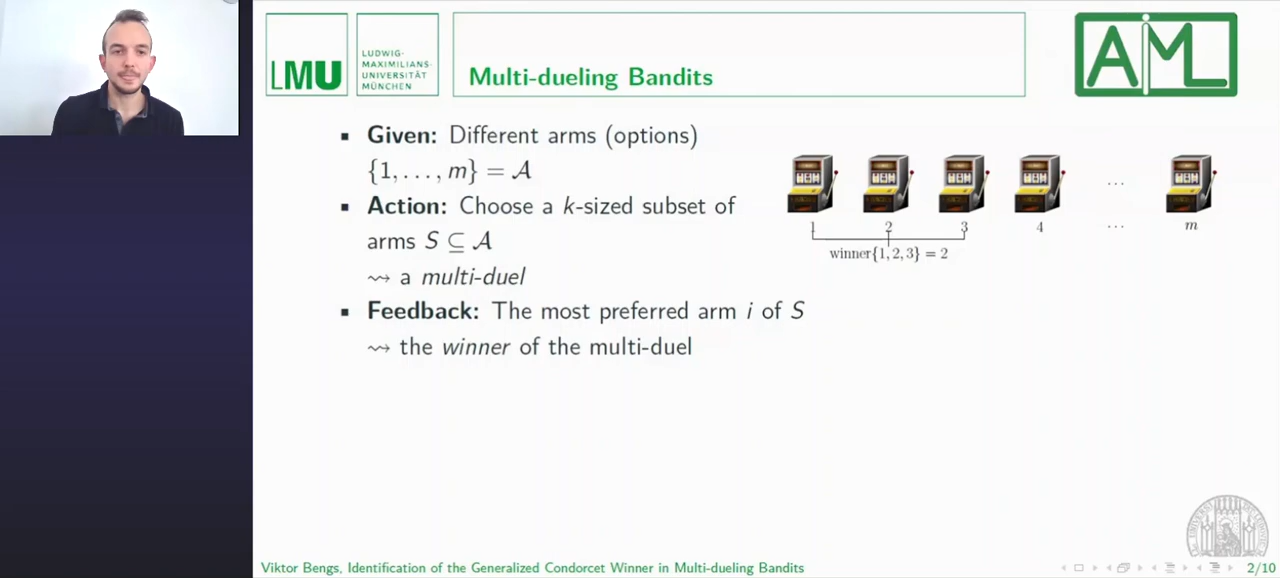 LMU
LUDWIG-
MAXIMILIANS-
UNIVERSITÄT
MÜNCHEN
Multi-dueling Bandits
AIML
▪ Given: Different arms (options)
{1, . . . , m} = 𝒜
▪ Action: Choose a k-sized subset of
arms S ⊆ 𝒜
⇝ a multi-duel
▪ Feedback: The most preferred arm i of S
⇝ the winner of the multi-duel
...
1 2 3 4 ... m
winner{1, 2, 3} = 2
Viktor Bengs, Identification of the Generalized Condorcet Winner in Multi-dueling Bandits
2/10